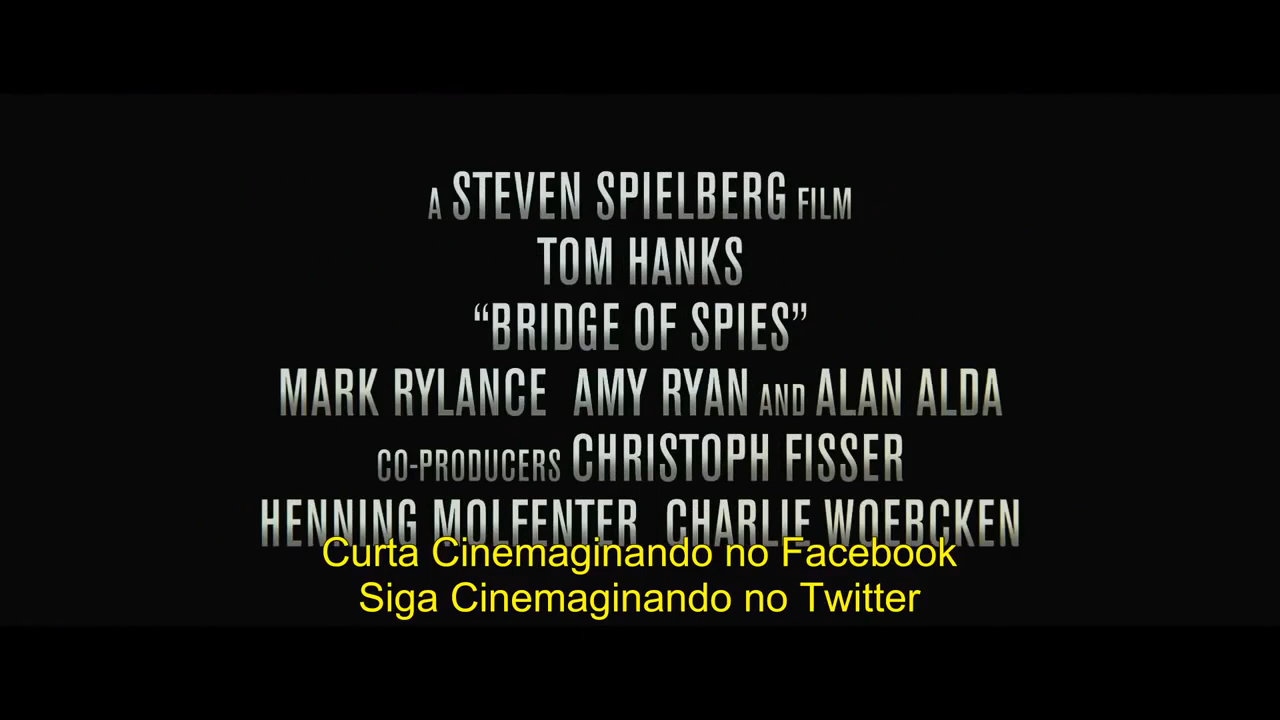 A STEVEN SPIELBERG FILM
TOM HANKS
“BRIDGE OF SPIES”
MARK RYLANCE AMY RYAN AND ALAN ALDA
CO-PRODUCERS CHRISTOPH FISSER
HENNING MOLFENTER CHARLIE WOEBCKEN
Curta Cinemaginando no Facebook
Siga Cinemaginando no Twitter